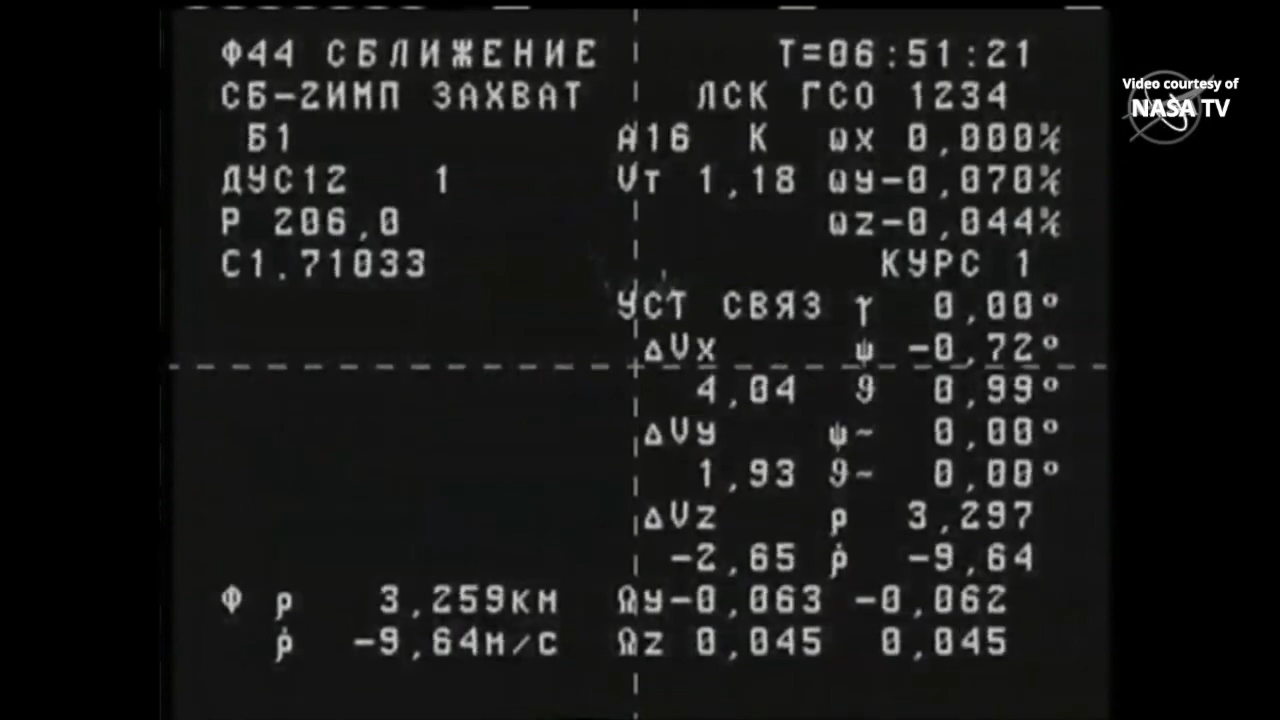 Ф44 СБЛИЖЕНИЕ T=06:51:21
СБ-2ИМП ЗАХВАТ ЛСК ГСО 1234
Б1 А16 К ωX 0,000%
ДУС12 1 Vт 1,18 ωУ-0,070%
Р 206,0 ωZ-0,044%
С1.71033 КУРС 1
УСТ СВЯЗ γ 0,00°
ΔVX ψ -0,72°
4,04 ϑ 0,99°
ΔVУ ψ~ 0,00°
1,93 ϑ~ 0,00°
ΔVZ ρ 3,297
-2,65 ρ̇ -9,64
Ф ρ 3,259км ΩУ-0,063 -0,062
ρ̇ -9,64м/с ΩZ 0,045 0,045
Video courtesy of
NASA TV